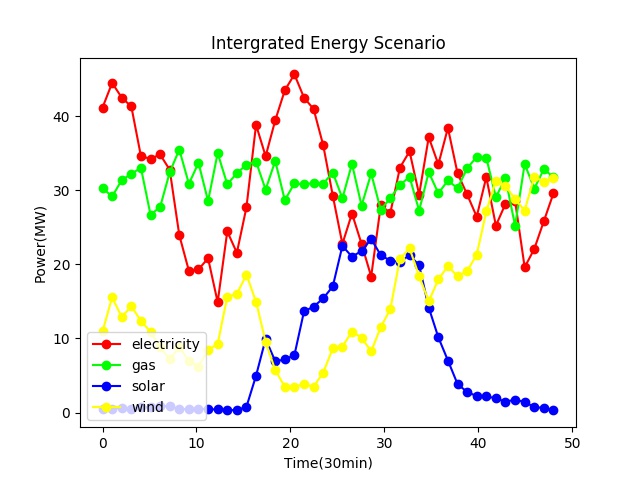 Intergrated Energy Scenario
Power(MW)
40
30
20
10
0
electricity
gas
solar
wind
0 10 20 30 40 50
Time(30min)